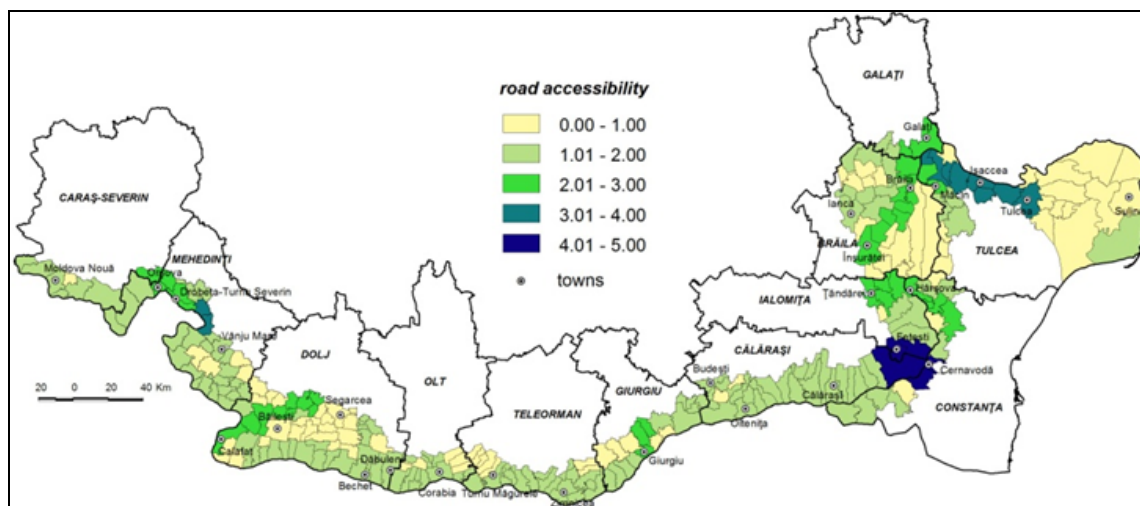 GALAȚI
road accessibility
0.00 - 1.00
1.01 - 2.00
2.01 - 3.00
3.01 - 4.00
4.01 - 5.00
towns
Galați
Isaccea
Brăila
Măcin
Tulcea
Sulina
Ianca
CARAȘ-SEVERIN
BRĂILA
TULCEA
Însurăței
MEHEDINȚI
Moldova Nouă
Orșova
Drobeta-Turnu Severin
IALOMIȚA
Țăndărei
Hârșova
Vânju Mare
DOLJ
CĂLĂRAȘI
Fetești
OLT
Cernavodă
GIURGIU
Budești
20 0 20 40 Km
Segarcea
TELEORMAN
Călărași
CONSTANȚA
Băilești
Oltenița
Calafat
Giurgiu
Dăbuleni
Bechet
Corabia
Turnu Măgurele
Zimnicea